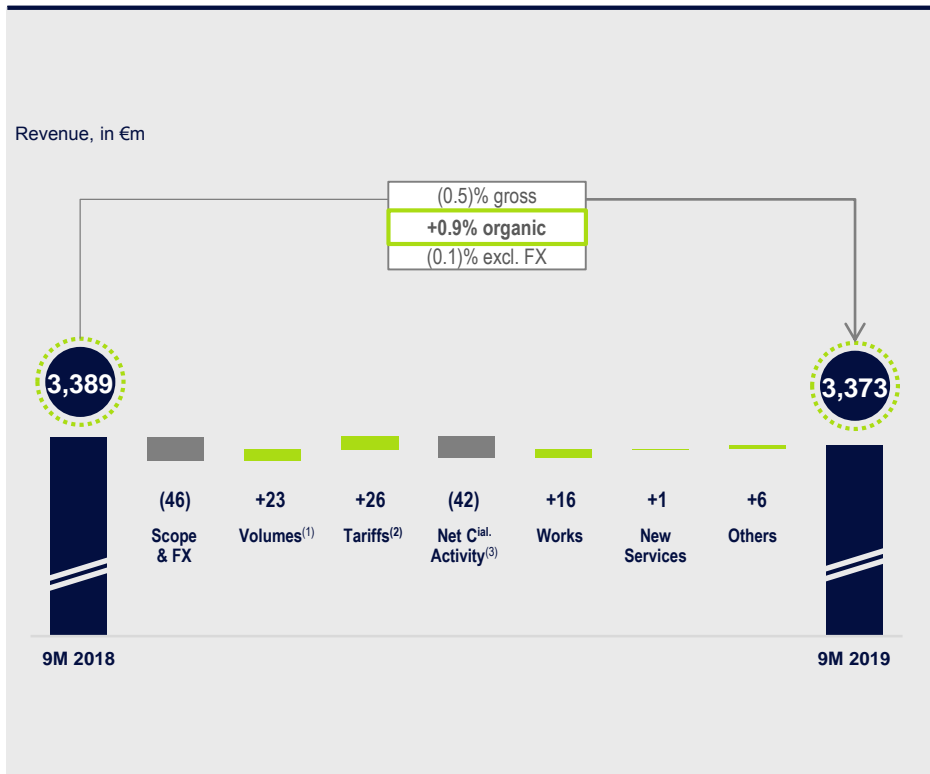 Revenue, in €m
(0.5)% gross
+0.9% organic
(0.1)% excl. FX
3,389
3,373
(46)
+23
+26
(42)
+16
+1
+6
Scope
& FX
Volumes(1)
Tariffs(2)
Net Cial.
Activity(3)
Works
New
Services
Others
9M 2018
9M 2019